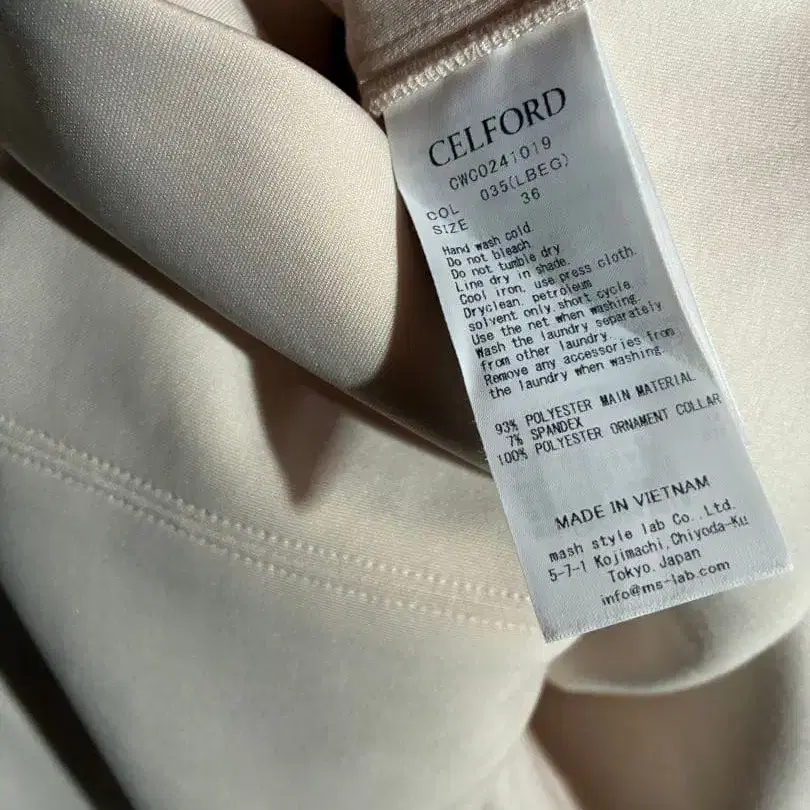 CELFORD
CWCO241019
COL 035(LBEG)
SIZE 36
Hand wash cold.
Do not bleach
Do not tumble dry
Line dry in shade.
Cool iron, use press cloth.
Dryclean, petroleum
solvent only.short cycle.
Use the net when washing.
Wash the laundry separately
from other laundry.
Remove any accessories from
the laundry when washing.
93% POLYESTER MAIN MATERIAL
7% SPANDEX
100% POLYESTER ORNAMENT COLLAR
MADE IN VIETNAM
mash style lab Co.,Ltd.
5-7-1 Kojimachi,Chiyoda-Ku
Tokyo.Japan
info@ms-lab.com